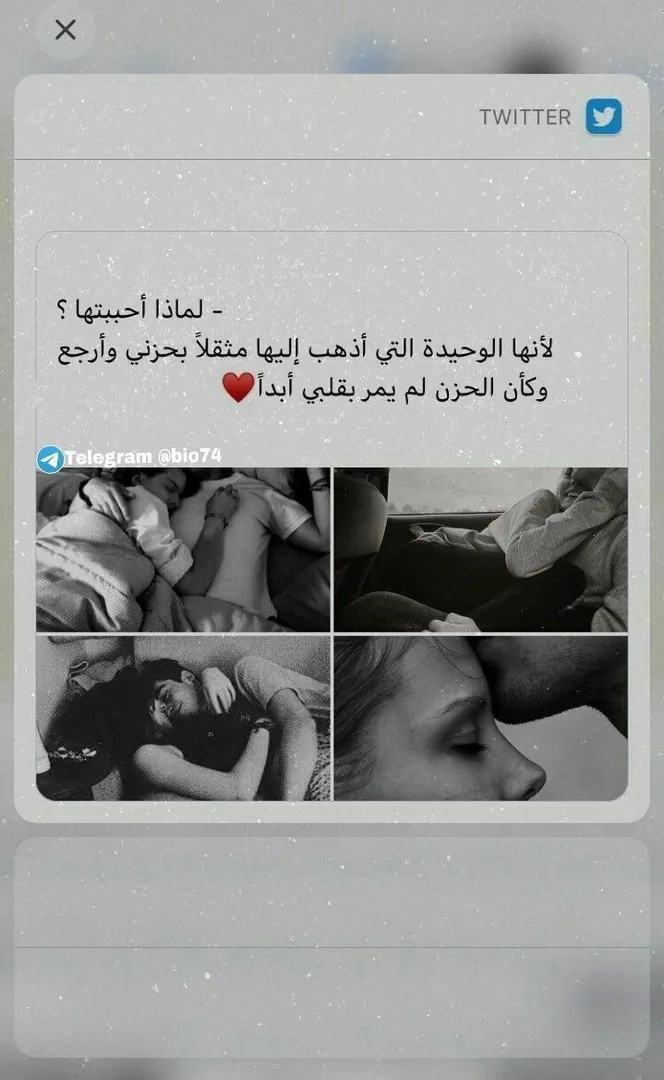 TWITTER
- لماذا أحببتها ؟
لأنها الوحيدة التي أذهب إليها مثقلاً بحزني وأرجع
وكأن الحزن لم يمر بقلبي أبداً♥️
Telegram @bio74